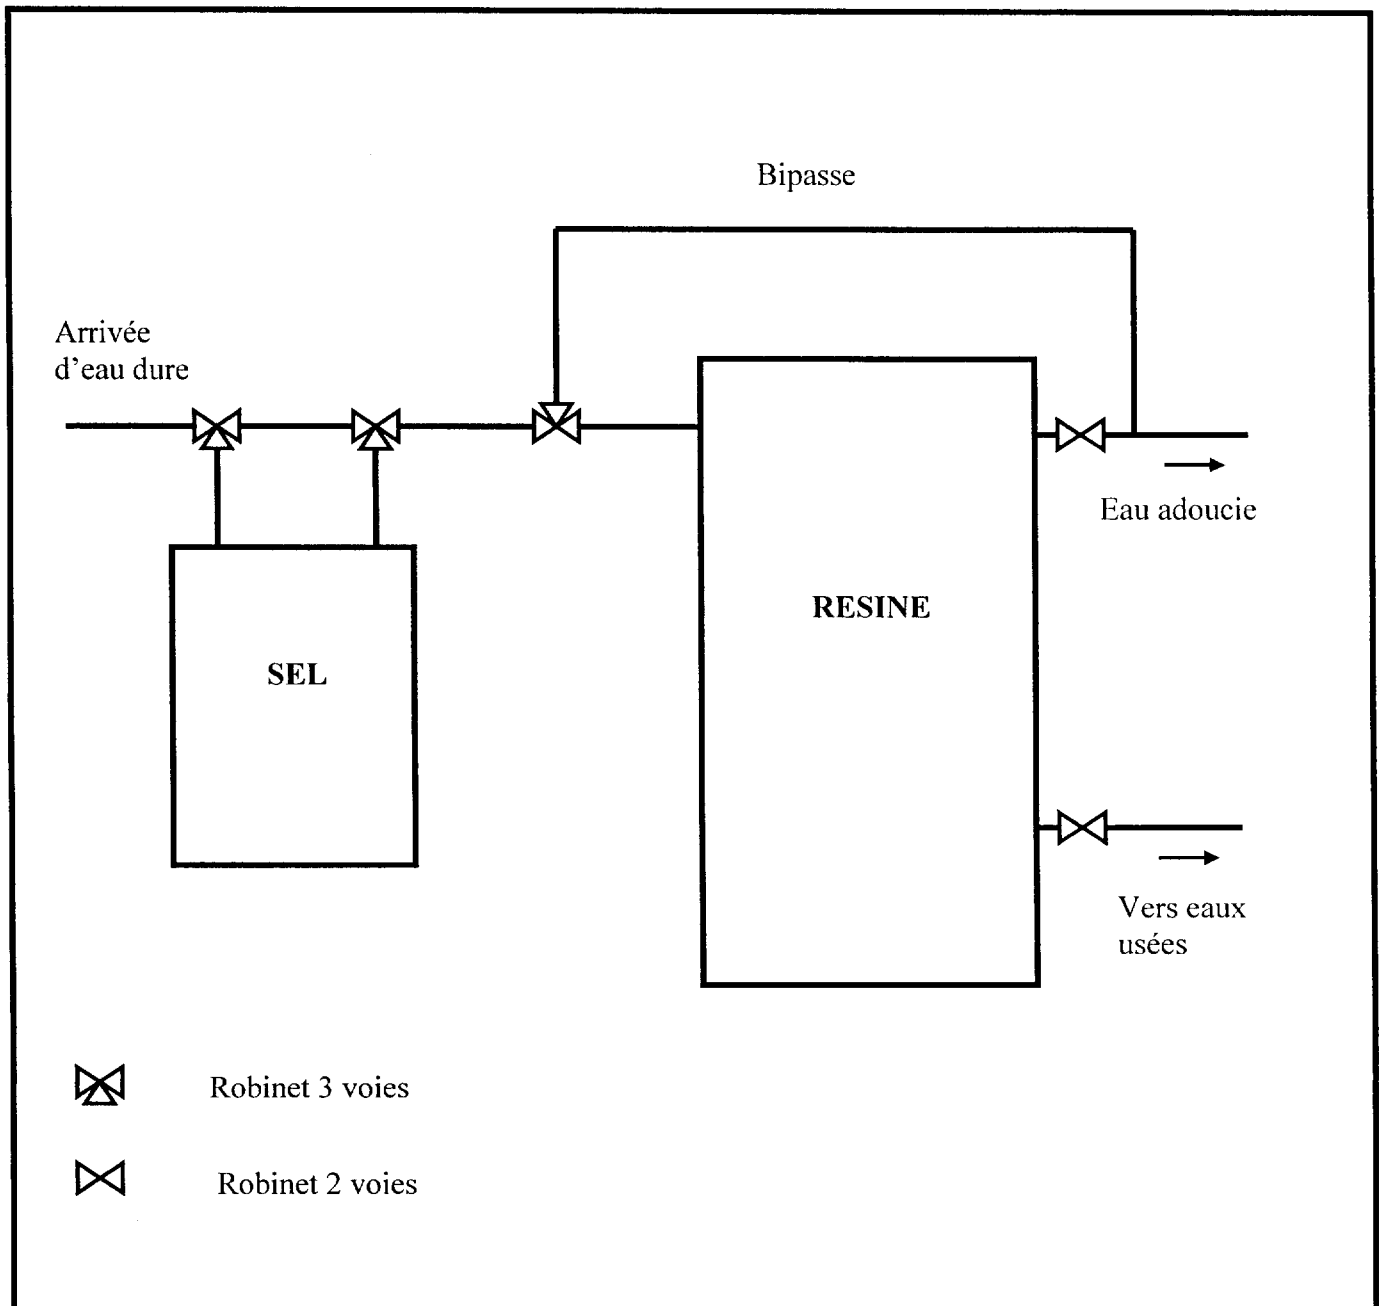 Bipasse
Arrivée
d'eau dure
Eau adoucie
RESINE
SEL
Vers eaux
usées
Robinet 3 voies
Robinet 2 voies